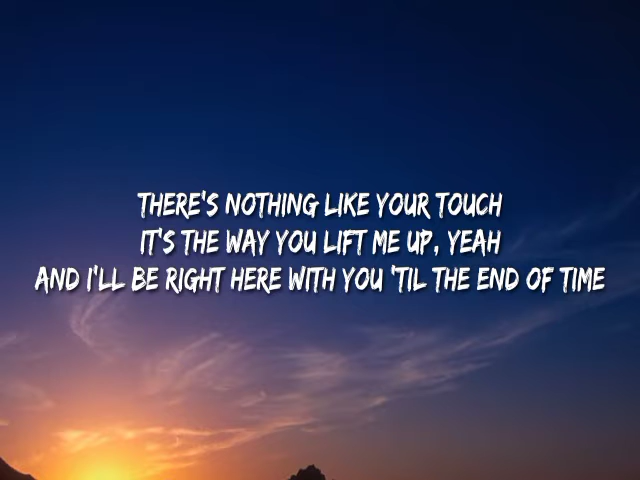 THERE'S NOTHING LIKE YOUR TOUCH
IT'S THE WAY YOU LIFT ME UP, YEAH
AND I'LL BE RIGHT HERE WITH YOU 'TIL THE END OF TIME